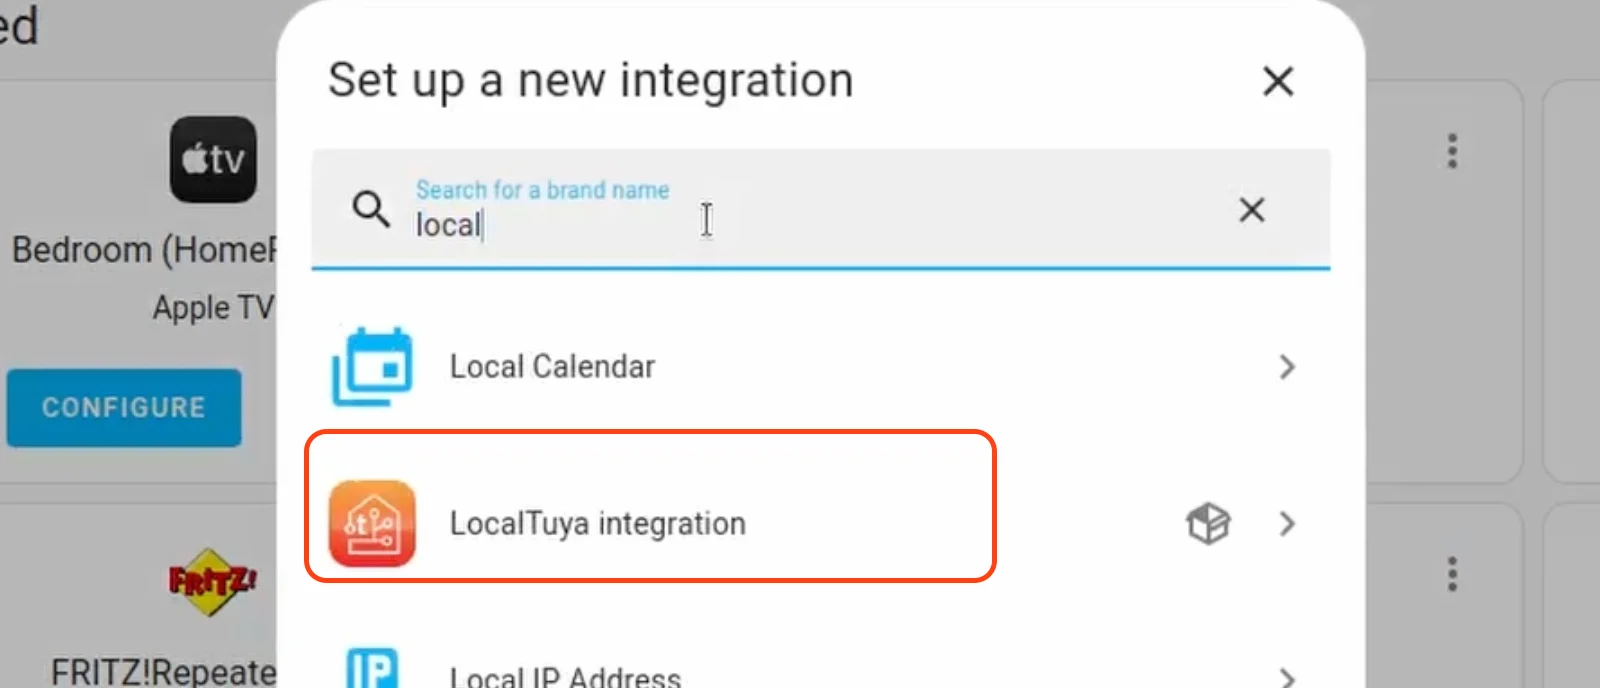 ed
Set up a new integration
tv
Search for a brand name
local
Bedroom (HomeP
Apple TV
Local Calendar
CONFIGURE
LocalTuya integration
FRITZ!
FRITZ!Repeate
IP
Local IP Address